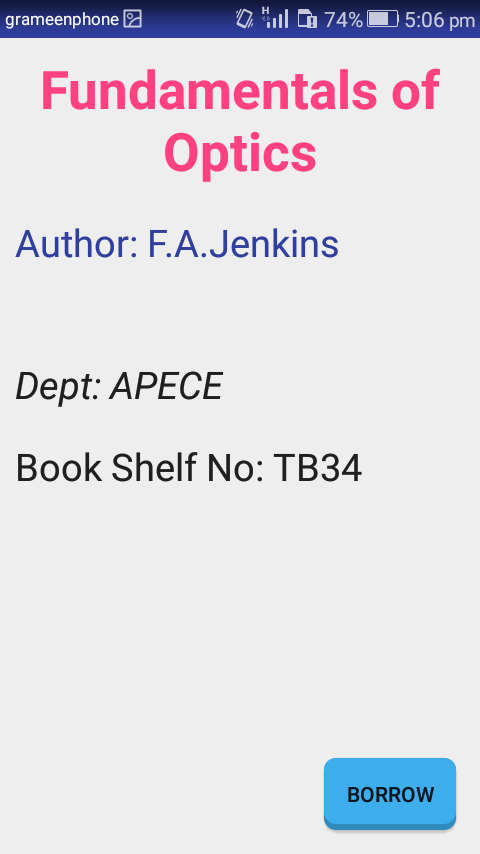 grameenphone H 74% 5:06 pm
Fundamentals of
Optics
Author: F.A.Jenkins
Dept: APECE
Book Shelf No: TB34
BORROW